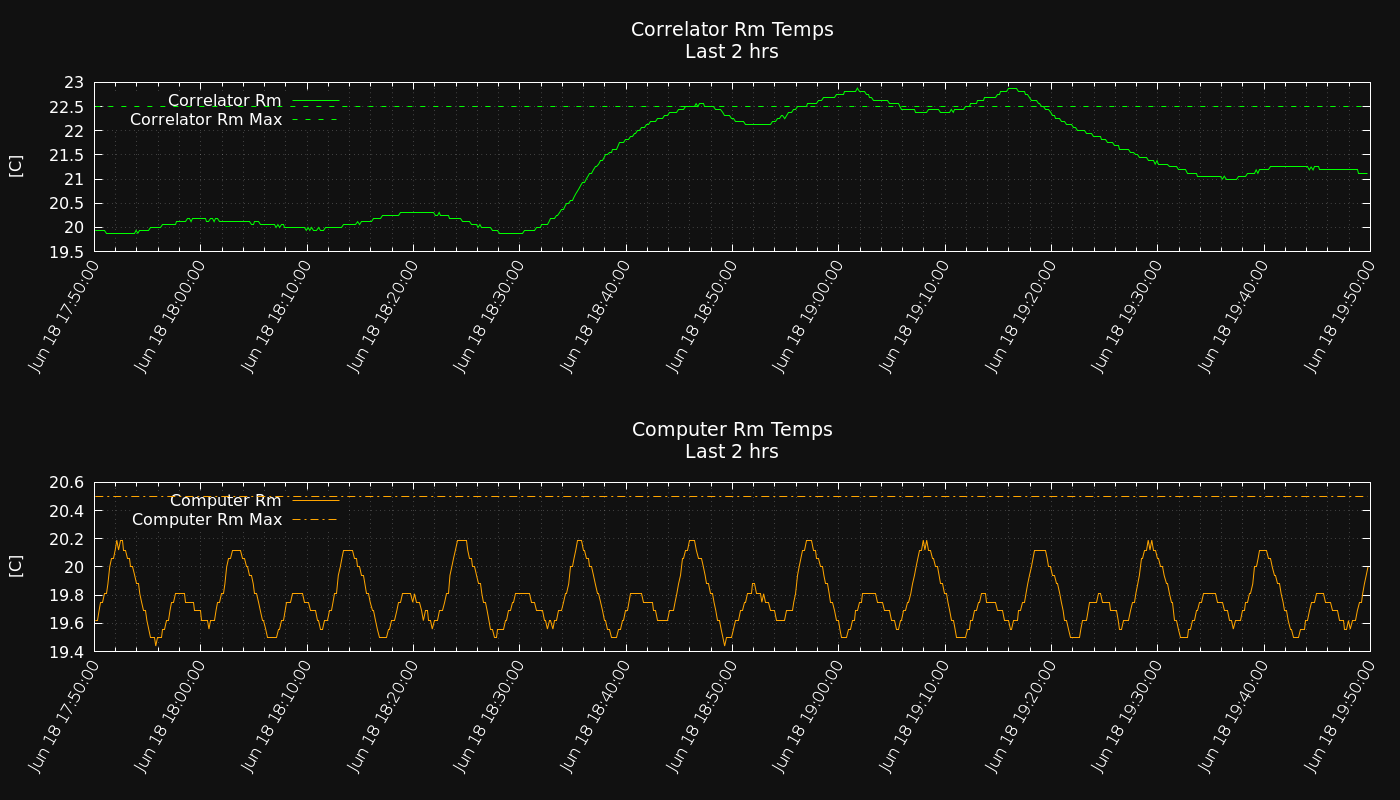 Correlator Rm Temps
Last 2 hrs
23
22.5
22
21.5
21
20.5
20
19.5
[C]
Correlator Rm
Correlator Rm Max
Jun 18 17:50:00
Jun 18 18:00:00
Jun 18 18:10:00
Jun 18 18:20:00
Jun 18 18:30:00
Jun 18 18:40:00
Jun 18 18:50:00
Jun 18 19:00:00
Jun 18 19:10:00
Jun 18 19:20:00
Jun 18 19:30:00
Jun 18 19:40:00
Jun 18 19:50:00
Computer Rm Temps
Last 2 hrs
20.6
20.4
20.2
20
19.8
19.6
19.4
[C]
Computer Rm
Computer Rm Max
Jun 18 17:50:00
Jun 18 18:00:00
Jun 18 18:10:00
Jun 18 18:20:00
Jun 18 18:30:00
Jun 18 18:40:00
Jun 18 18:50:00
Jun 18 19:00:00
Jun 18 19:10:00
Jun 18 19:20:00
Jun 18 19:30:00
Jun 18 19:40:00
Jun 18 19:50:00